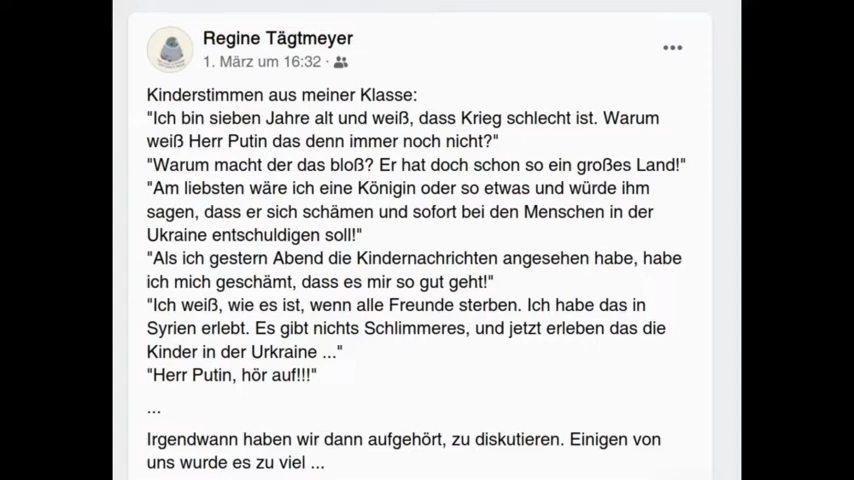 Regine Tägtmeyer
1. März um 16:32 ·
Kinderstimmen aus meiner Klasse:
"Ich bin sieben Jahre alt und weiß, dass Krieg schlecht ist. Warum
weiß Herr Putin das denn immer noch nicht?"
"Warum macht der das bloß? Er hat doch schon so ein großes Land!"
"Am liebsten wäre ich eine Königin oder so etwas und würde ihm
sagen, dass er sich schämen und sofort bei den Menschen in der
Ukraine entschuldigen soll!"
"Als ich gestern Abend die Kindernachrichten angesehen habe, habe
ich mich geschämt, dass es mir so gut geht!"
"Ich weiß, wie es ist, wenn alle Freunde sterben. Ich habe das in
Syrien erlebt. Es gibt nichts Schlimmeres, und jetzt erleben das die
Kinder in der Urkraine ..."
"Herr Putin, hör auf!!!"
...
Irgendwann haben wir dann aufgehört, zu diskutieren. Einigen von
uns wurde es zu viel ...